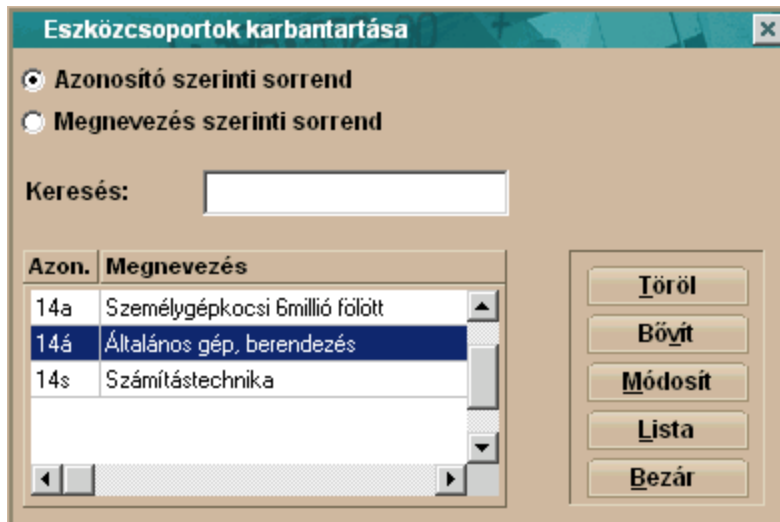 Eszközcsoportok karbantartása
Azonosító szerinti sorrend
Megnevezés szerinti sorrend
Keresés:
Azon. Megnevezés
14a Személygépkocsi 6millió fölött
14á Általános gép, berendezés
14s Számítástechnika
Töröl
Bővít
Módosít
Lista
Bezár